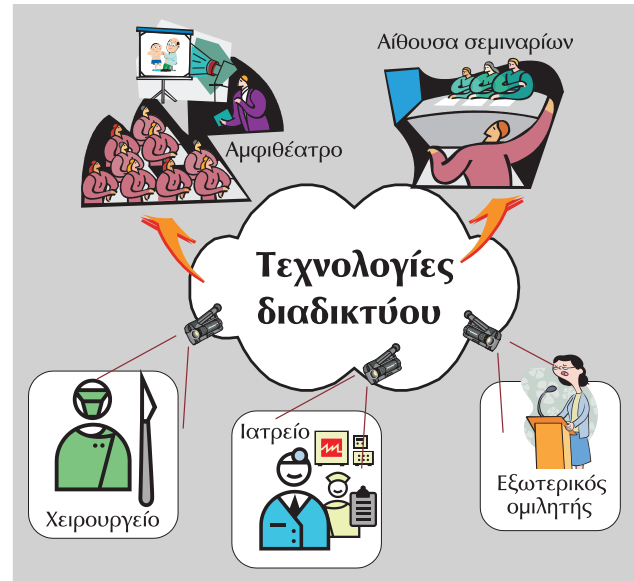 Αίθουσα σεμιναρίων
Αμφιθέατρο
Τεχνολογίες
διαδικτύου
Χειρουργείο
Ιατρείο
Εξωτερικός
ομιλητής